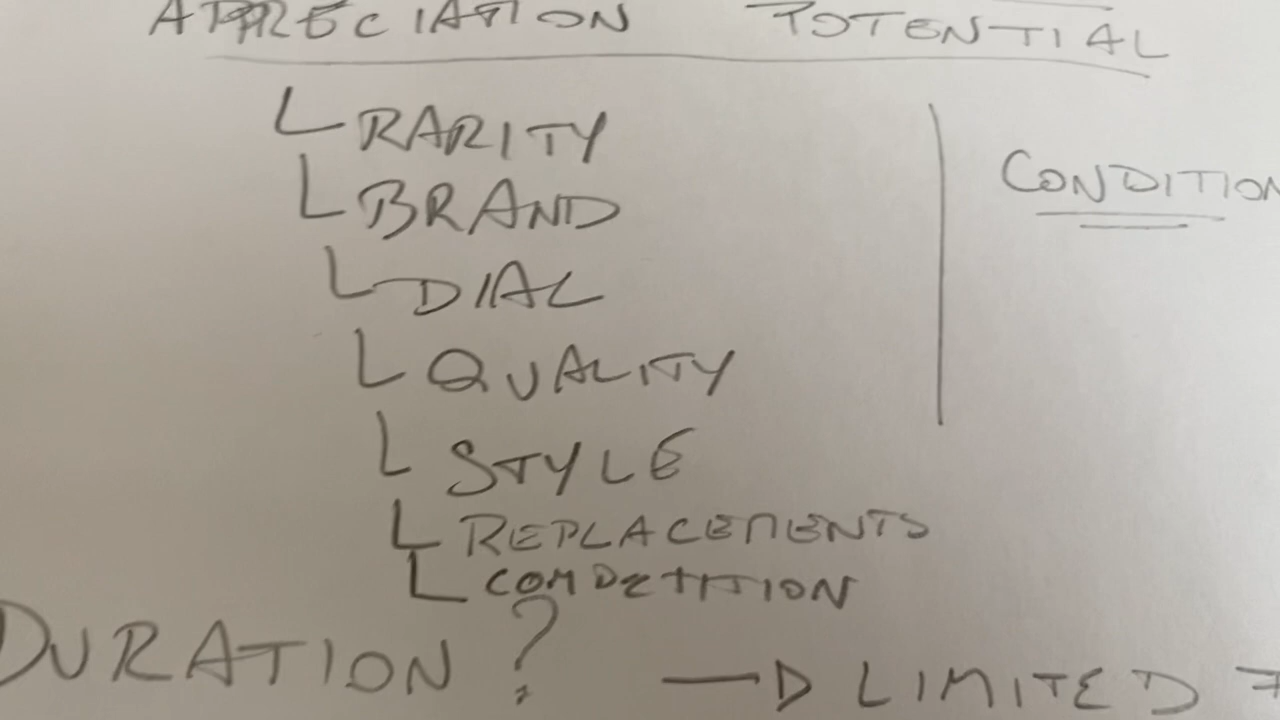 APPRECIATION POTENTIAL
RARITY
BRAND
DIAL
QUALITY
STYLE
REPLACEMENTS
COMPETITION
CONDITION
DURATION?
LIMITED